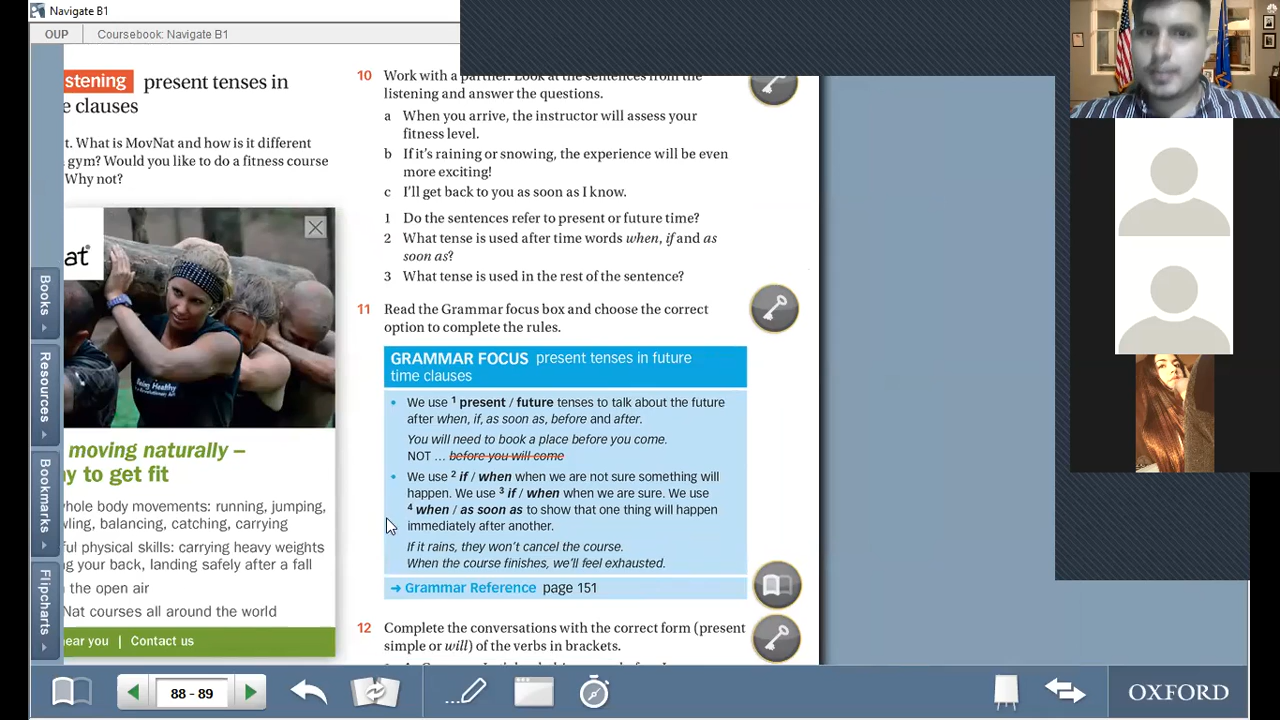 Navigate B1
OUP
Coursebook: Navigate B1
stening present tenses in
e clauses
t. What is MovNat and how is it different
gym? Would you like to do a fitness course
Why not?
at®
moving naturally –
y to get fit
hole body movements: running, jumping,
wling, balancing, catching, carrying
ful physical skills: carrying heavy weights
g your back, landing safely after a fall
the open air
Nat courses all around the world
near you | Contact us
10 Work with a partner. Look at the sentences from the
listening and answer the questions.
a When you arrive, the instructor will assess your
fitness level.
b If it's raining or snowing, the experience will be even
more exciting!
c I'll get back to you as soon as I know.
1 Do the sentences refer to present or future time?
2 What tense is used after time words when, if and as
soon as?
3 What tense is used in the rest of the sentence?
11 Read the Grammar focus box and choose the correct
option to complete the rules.
GRAMMAR FOCUS present tenses in future
time clauses
• We use 1 present / future tenses to talk about the future
after when, if, as soon as, before and after.
You will need to book a place before you come.
NOT … before you will come
• We use 2 if / when when we are not sure something will
happen. We use 3 if / when when we are sure. We use
4 when / as soon as to show that one thing will happen
immediately after another.
If it rains, they won't cancel the course.
When the course finishes, we'll feel exhausted.
→ Grammar Reference page 151
12 Complete the conversations with the correct form (present
simple or will) of the verbs in brackets.
Books
Resources
Bookmarks
Flipcharts
88 - 89
OXFORD